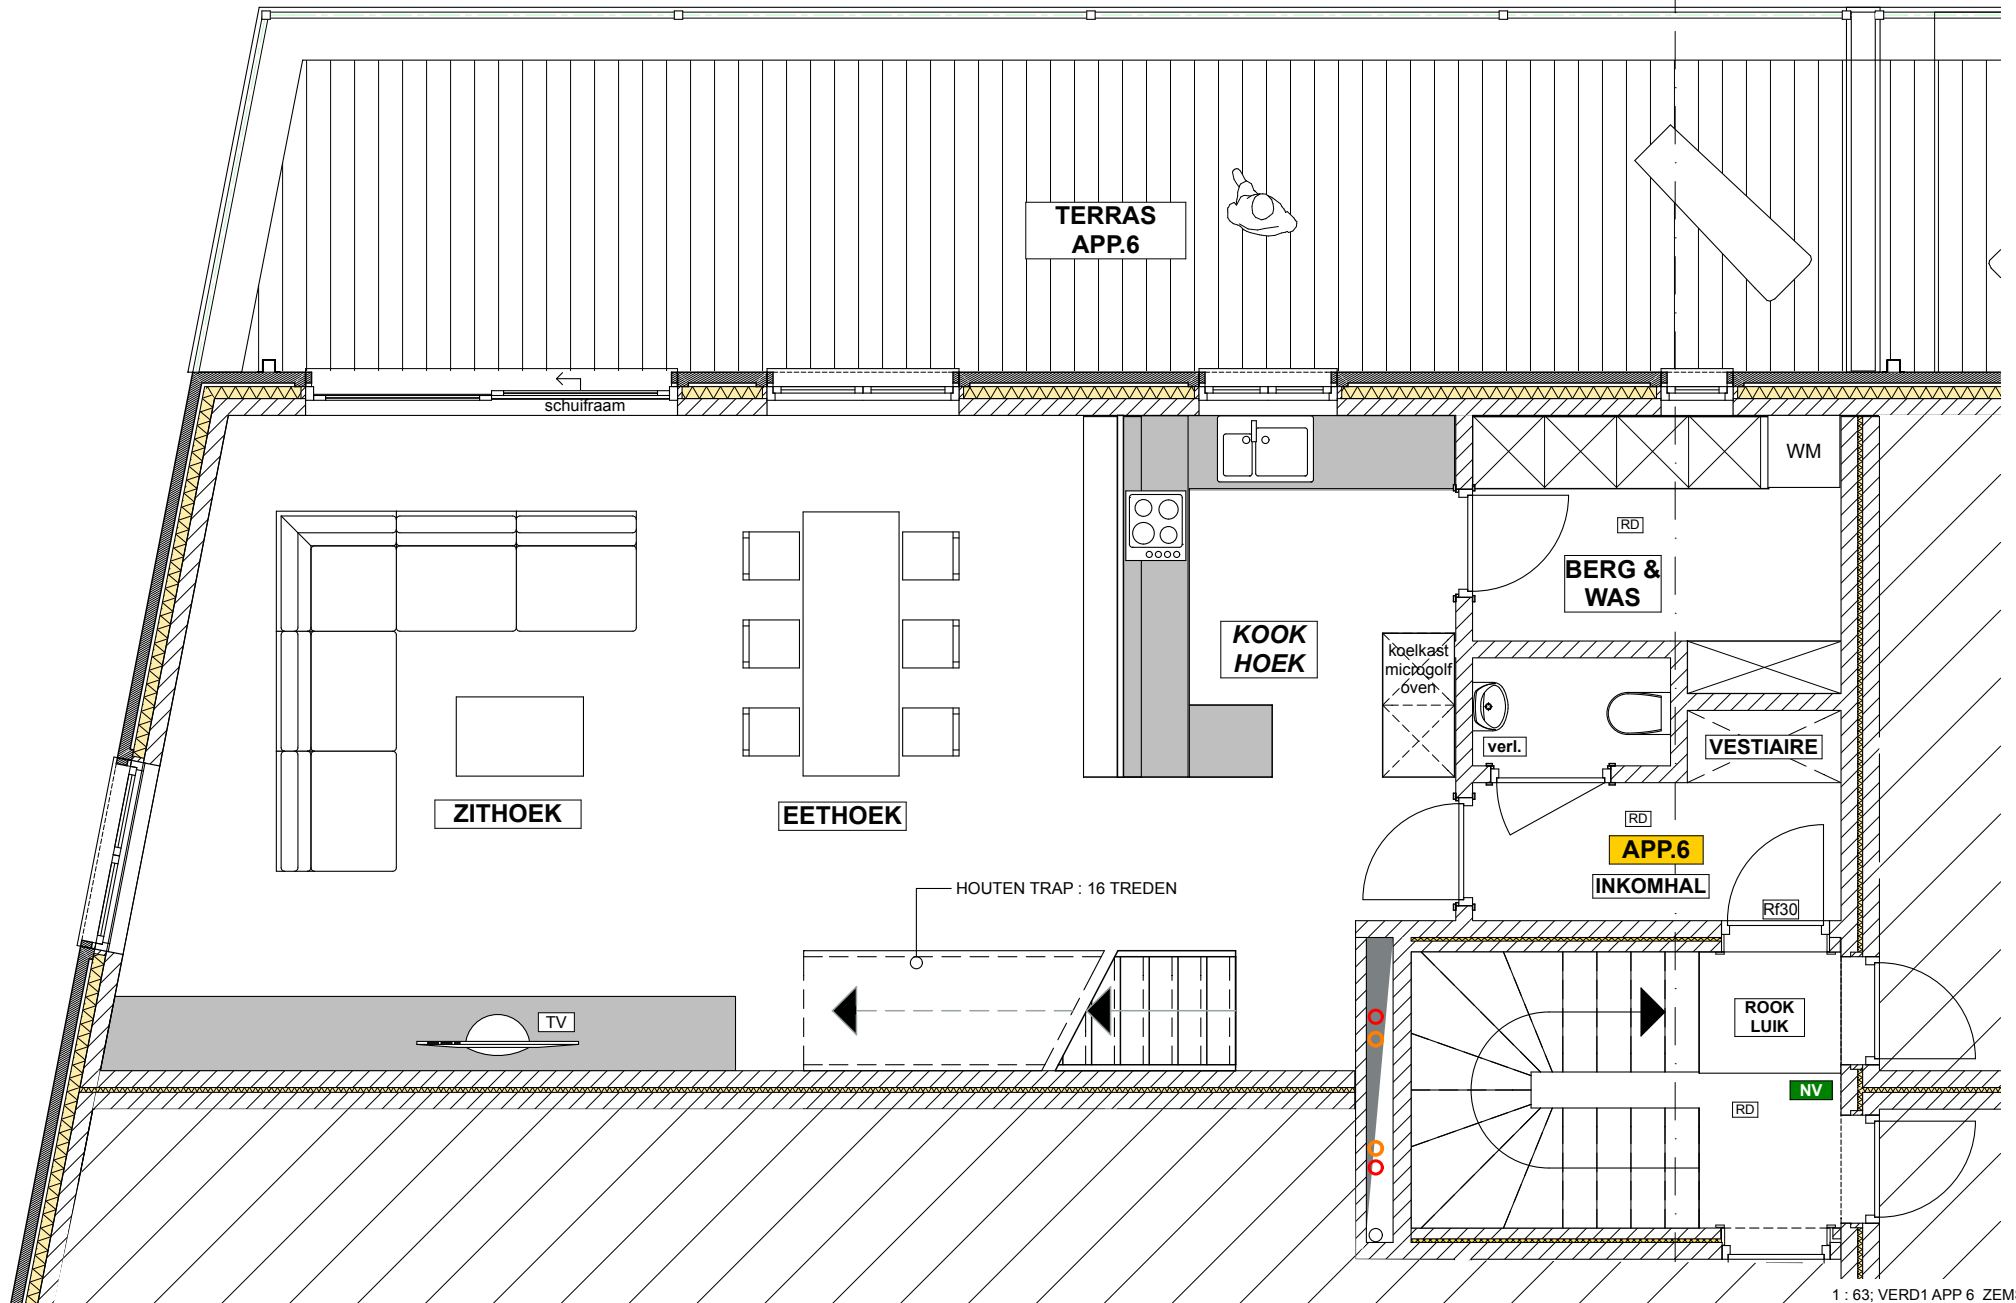 TERRAS
APP.6
schuifraam
WM
RD
BERG &
WAS
KOOK
HOEK
koelkast
microgolf
oven
verl.
VESTIAIRE
ZITHOEK
EETHOEK
RD
APP.6
INKOMHAL
HOUTEN TRAP : 16 TREDEN
Rf30
TV
ROOK
LUIK
NV
RD
1 : 63; VERD1 APP 6 ZEM